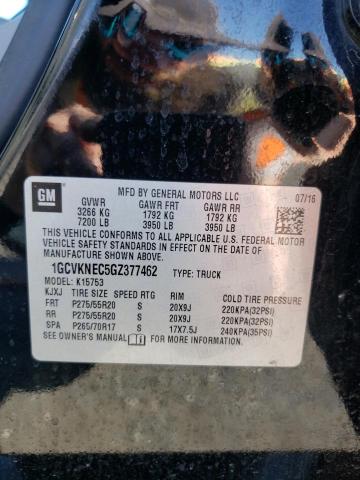 GM
MFD BY GENERAL MOTORS LLC 07/16
GVWR GAWR FRT GAWR RR
3266 KG 1792 KG 1792 KG
7200 LB 3950 LB 3950 LB
THIS VEHICLE CONFORMS TO ALL APPLICABLE U.S. FEDERAL MOTOR
VEHICLE SAFETY STANDARDS IN EFFECT ON THE DATE OF
MANUFACTURE SHOWN ABOVE.
1GCVKNEC5GZ377462 TYPE: TRUCK
MODEL: K15753
KJXJ TIRE SIZE SPEED RTG RIM COLD TIRE PRESSURE
FRT P275/55R20 S 20X9J 220KPA(32PSI)
RR P275/55R20 S 20X9J 220KPA(32PSI)
SPA P265/70R17 S 17X7.5J 240KPA(35PSI)
SEE OWNER'S MANUAL FOR MORE INFORMATION.